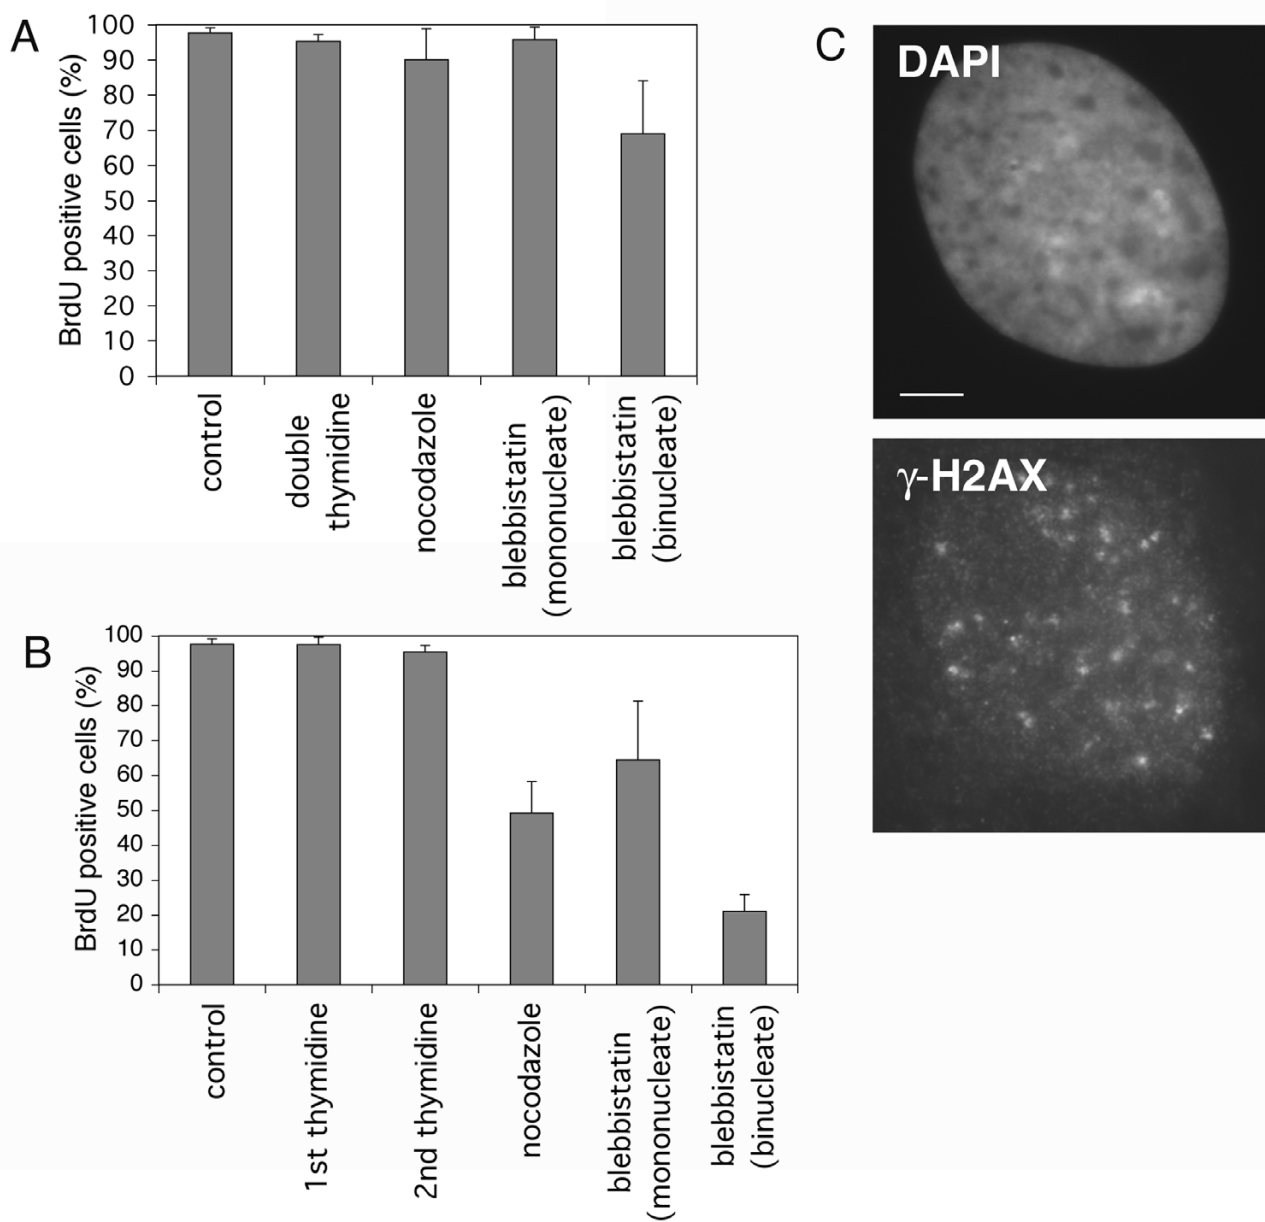 A
BrdU positive cells (%)
100
90
80
70
60
50
40
30
20
10
0
control
double
thymidine
nocodazole
blebbistatin
(mononucleate)
blebbistatin
(binucleate)
B
BrdU positive cells (%)
100
90
80
70
60
50
40
30
20
10
0
control
1st thymidine
2nd thymidine
nocodazole
blebbistatin
(mononucleate)
blebbistatin
(binucleate)
C
DAPI
γ-H2AX